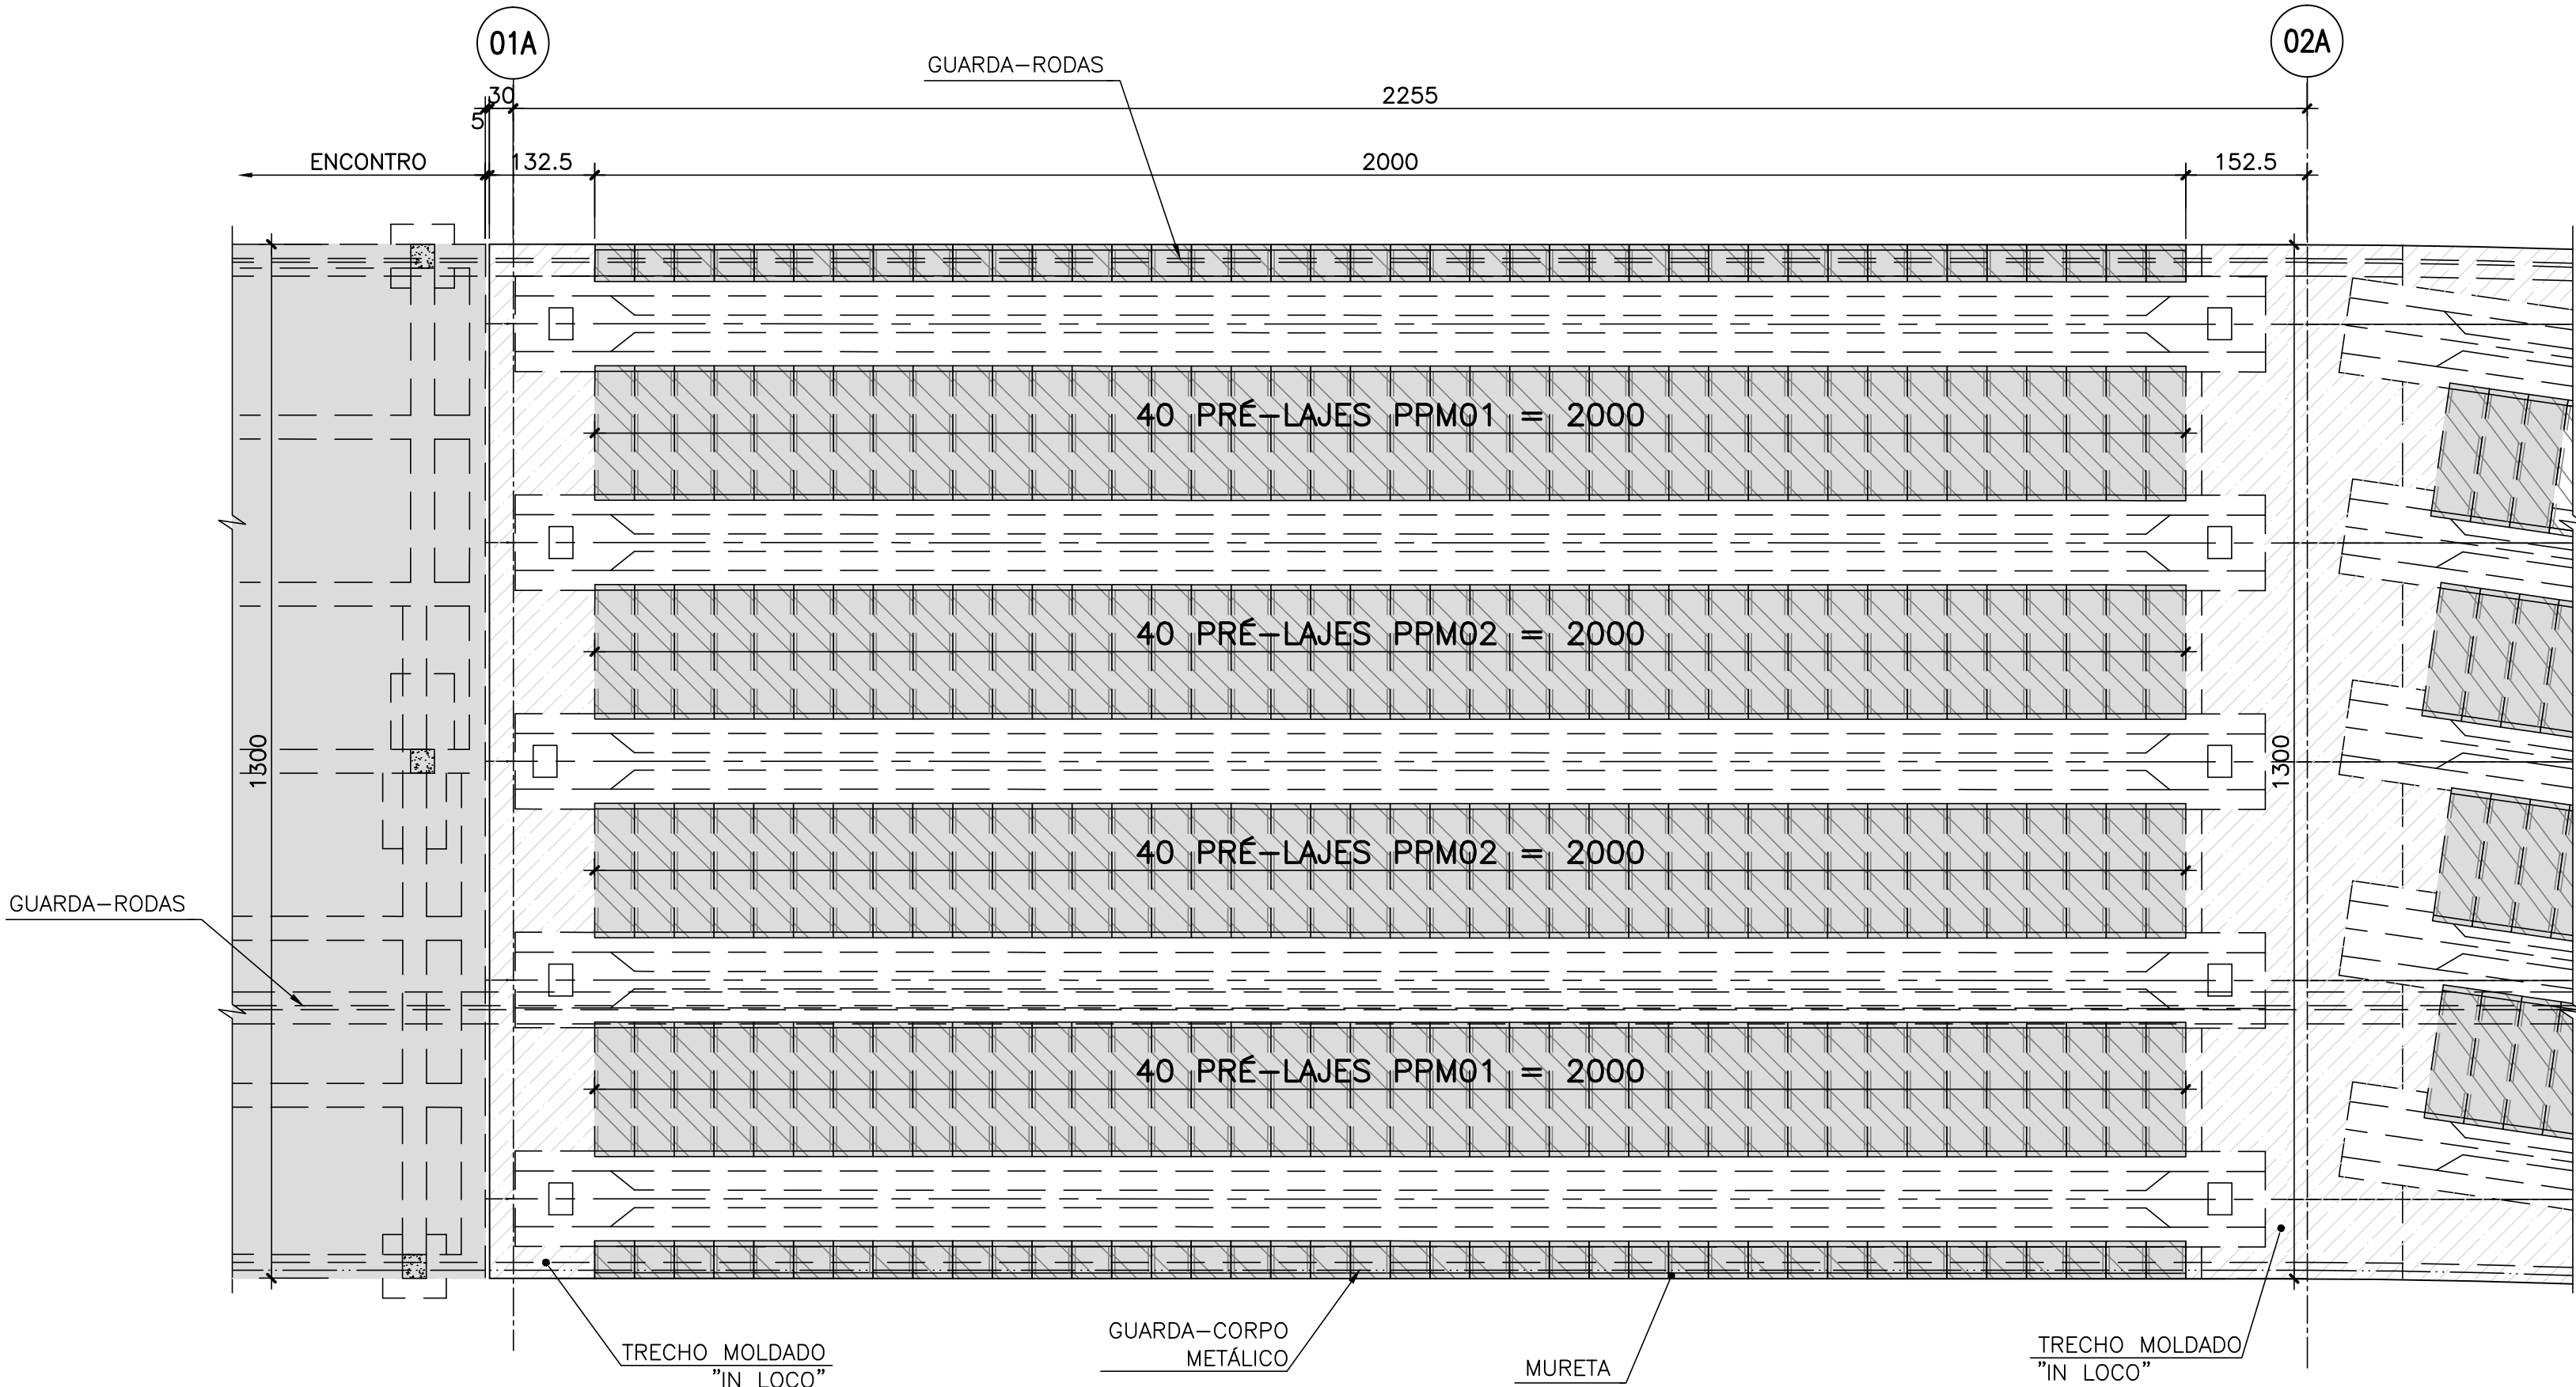 01A
02A
GUARDA-RODAS
30
2255
5
ENCONTRO
132.5
2000
152.5
40 PRÉ-LAJES PPM01 = 2000
40 PRÉ-LAJES PPM02 = 2000
1300
1300
40 PRÉ-LAJES PPM02 = 2000
GUARDA-RODAS
40 PRÉ-LAJES PPM01 = 2000
TRECHO MOLDADO
"IN LOCO"
GUARDA-CORPO
METÁLICO
MURETA
TRECHO MOLDADO
"IN LOCO"